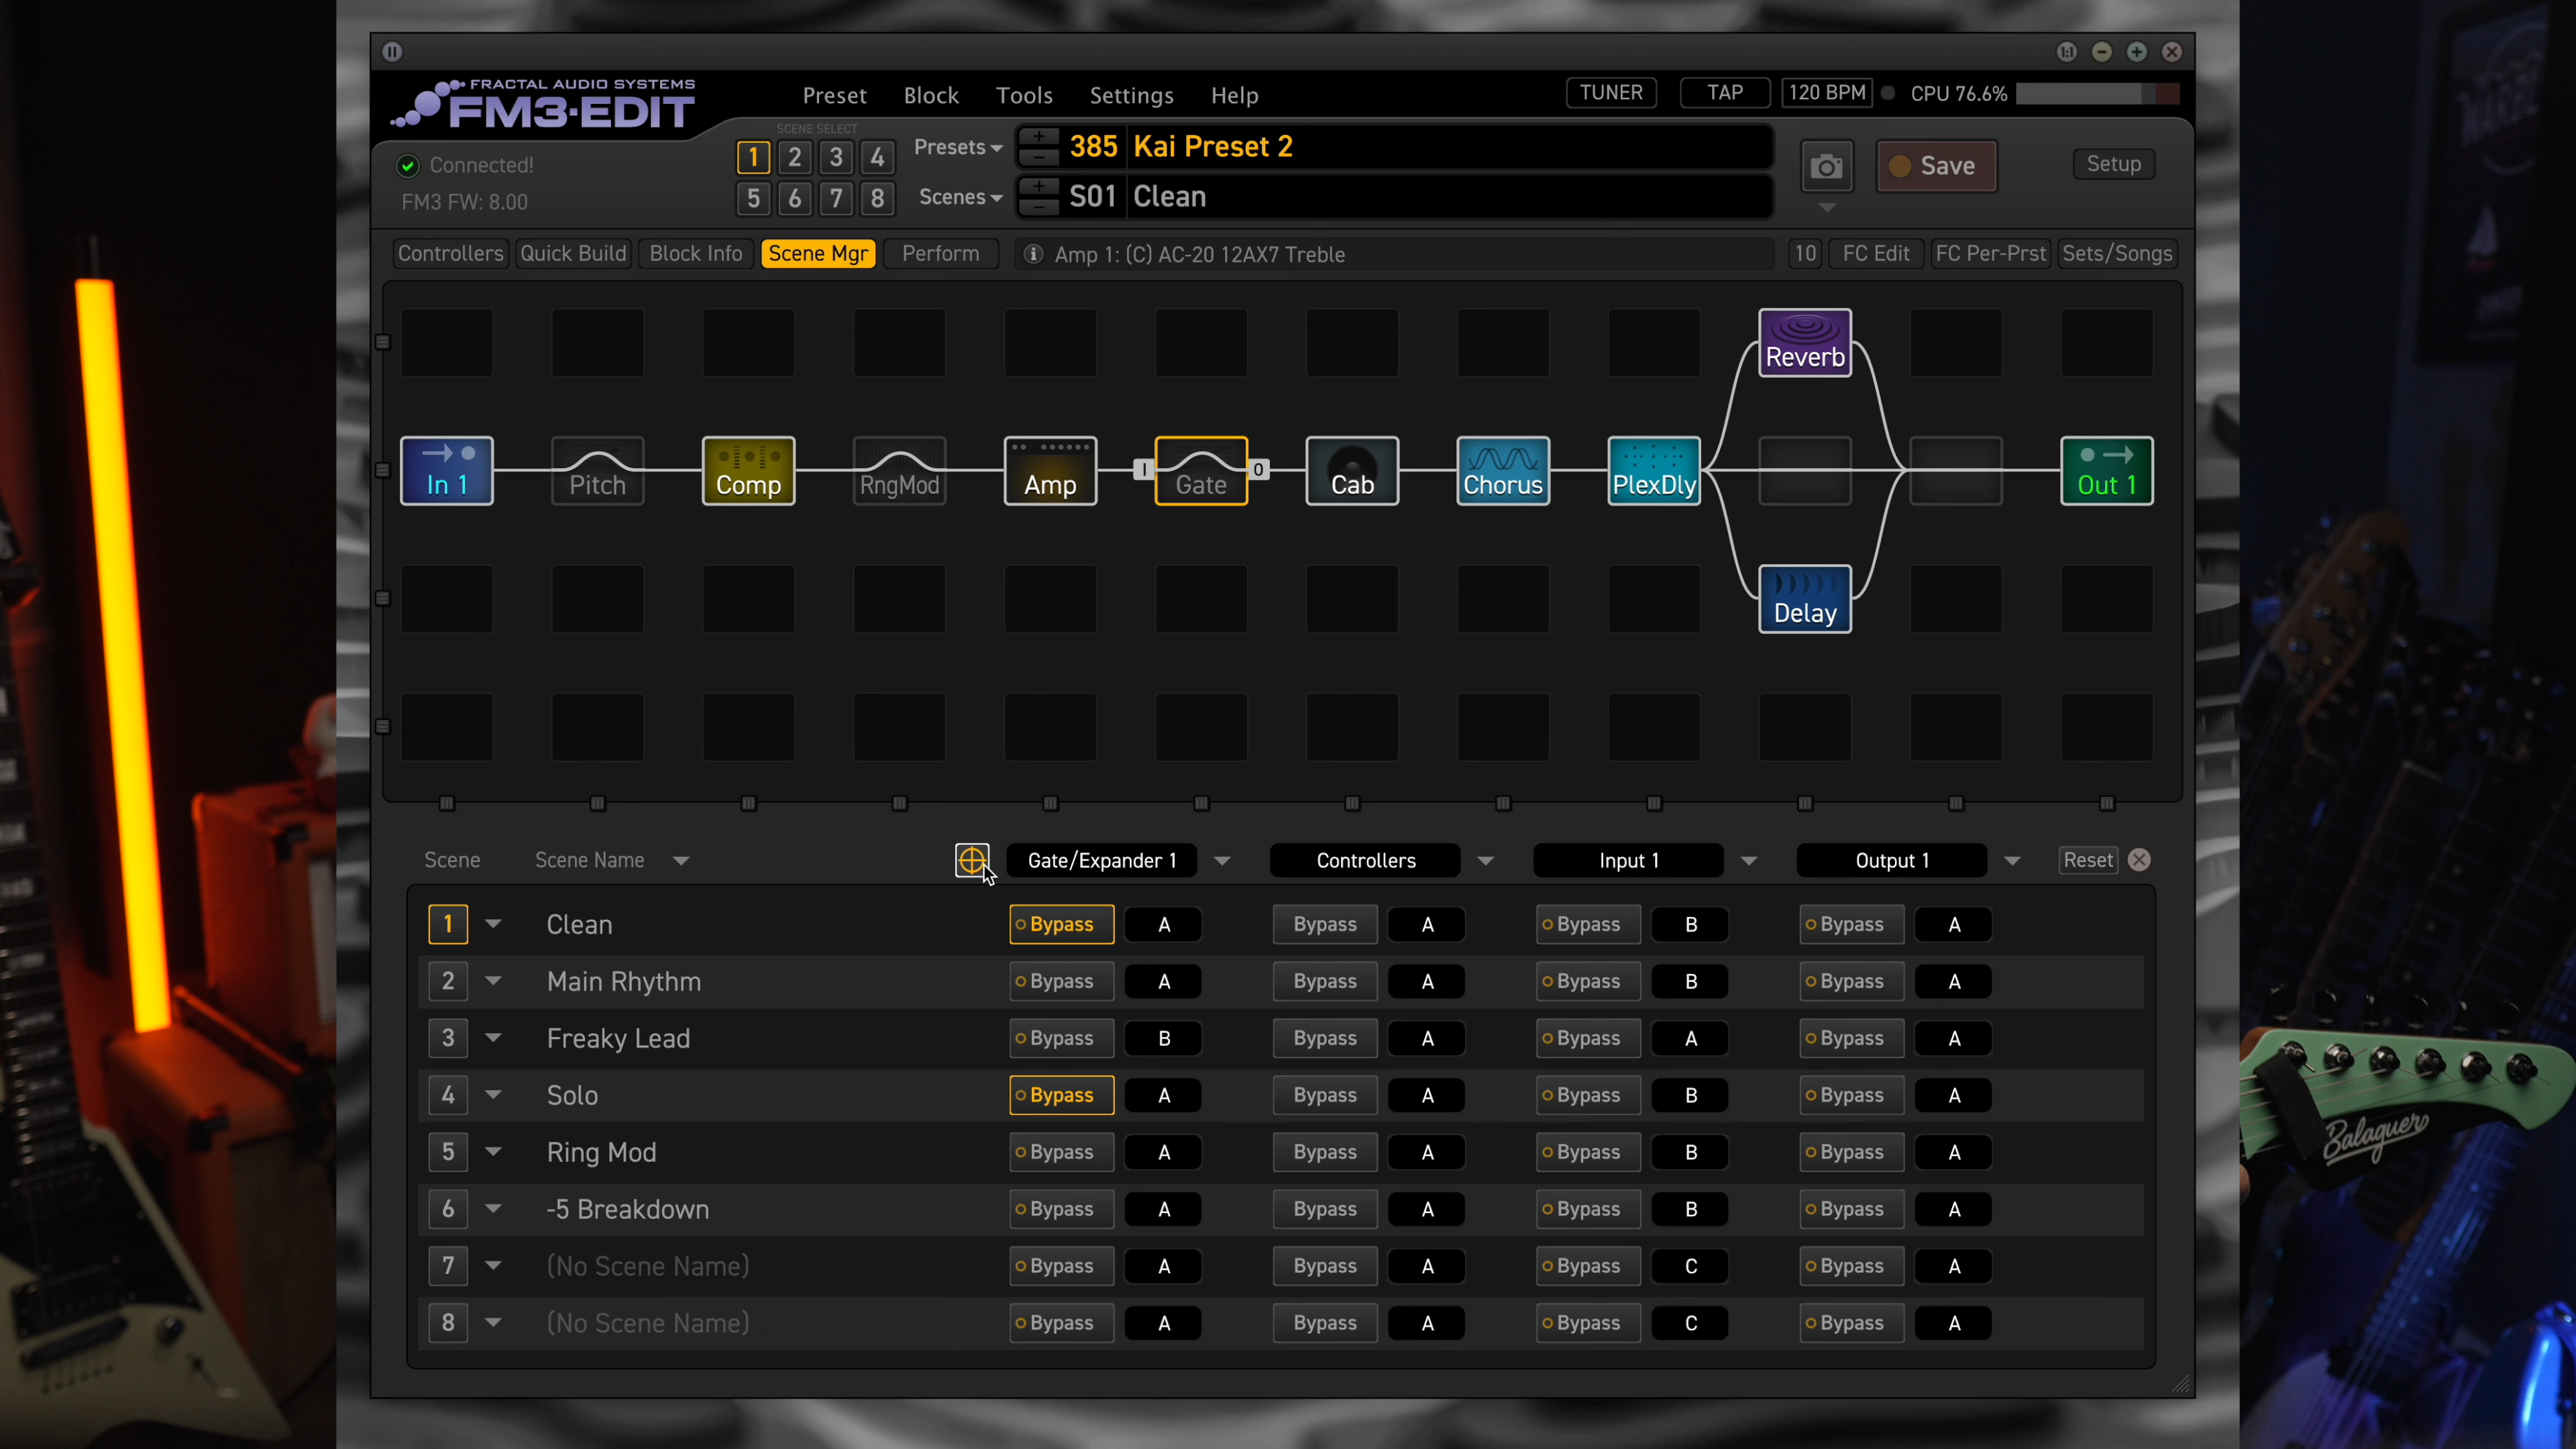 1:1
FRACTAL AUDIO SYSTEMS
FM3•EDIT
Preset Block Tools Settings Help
TUNER TAP 120 BPM CPU 76.6%
SCENE SELECT
1 2 3 4
5 6 7 8
Connected!
FM3 FW: 8.00
Presets + − 385 Kai Preset 2
Scenes + − S01 Clean
Save Setup
Controllers Quick Build Block Info Scene Mgr Perform i Amp 1: (C) AC-20 12AX7 Treble 10 FC Edit FC Per-Prst Sets/Songs
Reverb
In 1 Pitch Comp RngMod Amp I Gate O Cab Chorus PlexDly Out 1
Delay
Scene Scene Name Gate/Expander 1 Controllers Input 1 Output 1 Reset
1 Clean Bypass A Bypass A Bypass B Bypass A
2 Main Rhythm Bypass A Bypass A Bypass B Bypass A
3 Freaky Lead Bypass B Bypass A Bypass A Bypass A
4 Solo Bypass A Bypass A Bypass B Bypass A
5 Ring Mod Bypass A Bypass A Bypass B Bypass A
6 -5 Breakdown Bypass A Bypass A Bypass B Bypass A
7 (No Scene Name) Bypass A Bypass A Bypass C Bypass A
8 (No Scene Name) Bypass A Bypass A Bypass C Bypass A
Balaguer